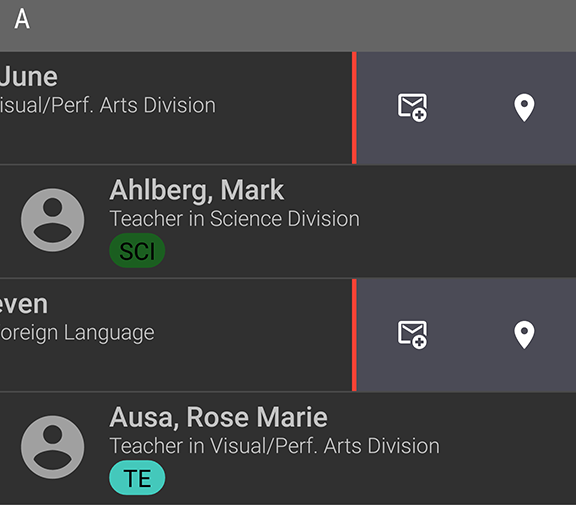 A
June
isual/Perf. Arts Division
Ahlberg, Mark
Teacher in Science Division
SCI
even
oreign Language
Ausa, Rose Marie
Teacher in Visual/Perf. Arts Division
TE